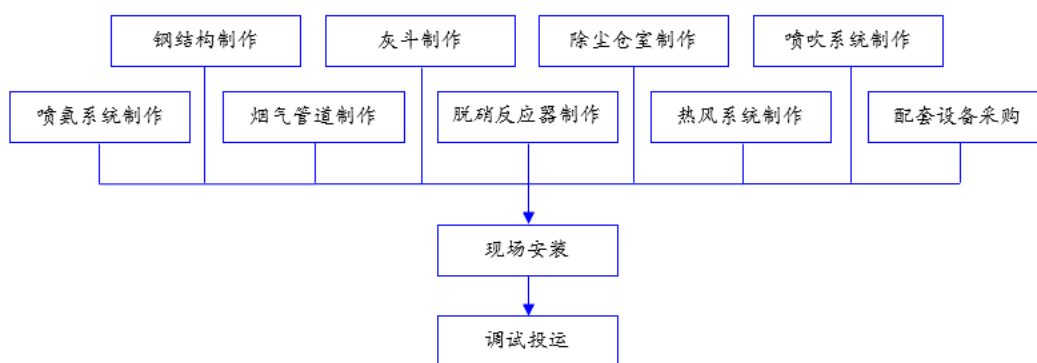 钢结构制作
灰斗制作
除尘仓室制作
喷吹系统制作
喷氨系统制作
烟气管道制作
脱硝反应器制作
热风系统制作
配套设备采购
现场安装
调试投运